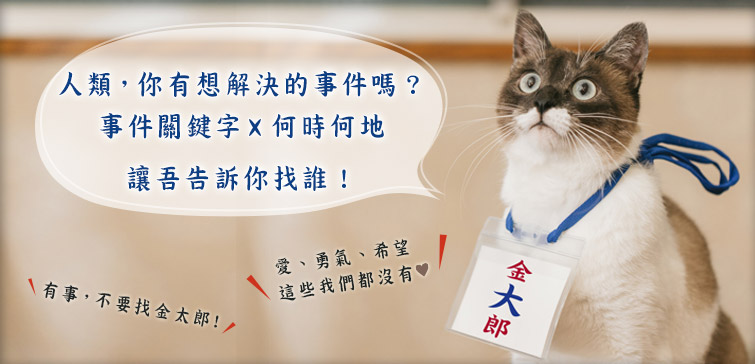 人類，你有想解決的事件嗎？
事件關鍵字 X 何時何地
讓吾告訴你找誰！
愛、勇氣、希望
這些我們都沒有♥
有事，不要找金太郎！
金
大
郎